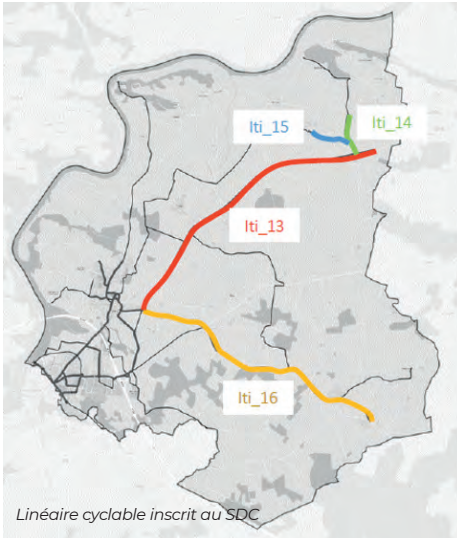 Iti_15
Iti_14
Iti_13
Iti_16
Linéaire cyclable inscrit au SDC